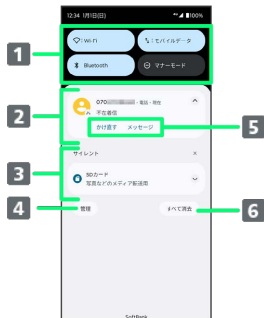 12:34 1月1日(日) 100%
Wi-Fi モバイルデータ
Bluetooth マナーモード
1
070 ・電話・現在
不在着信
2
かけ直す メッセージ 5
サイレント ×
3
SDカード
写真などのメディア転送用
4 管理 すべて消去 6
SoftBank